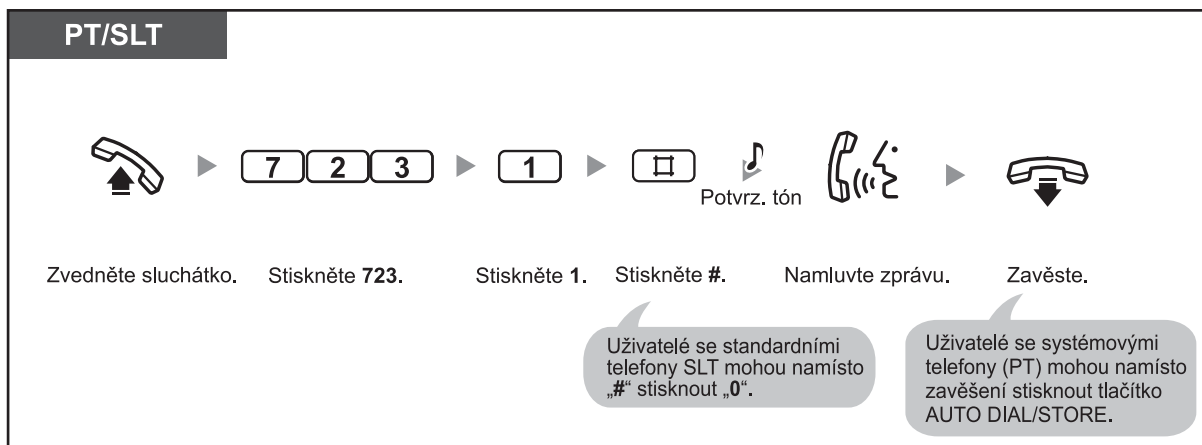 PT/SLT
7 2 3
1
#
Potvrz. tón
Zvedněte sluchátko.
Stiskněte 723.
Stiskněte 1.
Stiskněte #.
Namluvte zprávu.
Zavěste.
Uživatelé se standardními
telefony SLT mohou namísto
„#“ stisknout „0“.
Uživatelé se systémovými
telefony (PT) mohou namísto
zavěšení stisknout tlačítko
AUTO DIAL/STORE.